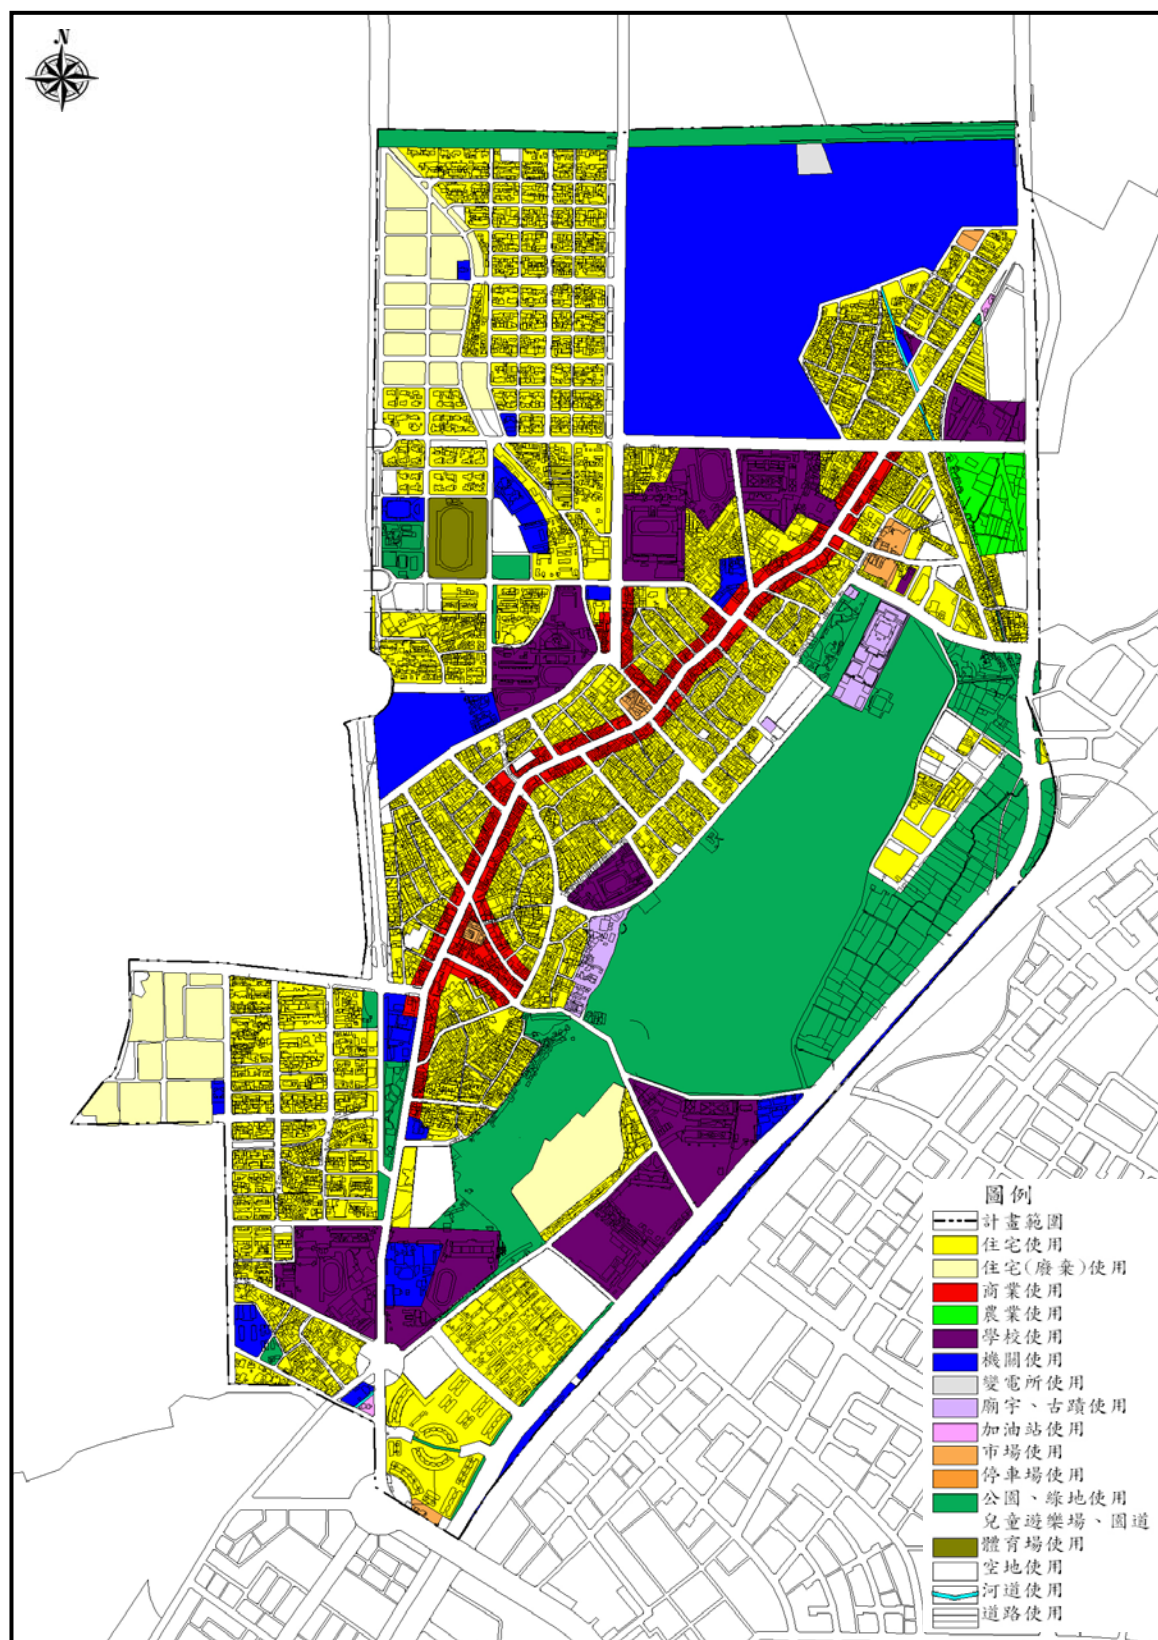 N
圖例
計畫範圍
住宅使用
住宅(廢棄)使用
商業使用
農業使用
學校使用
機關使用
變電所使用
廟宇、古蹟使用
加油站使用
市場使用
停車場使用
公園、綠地使用
兒童遊樂場、園道
體育場使用
空地使用
河道使用
道路使用